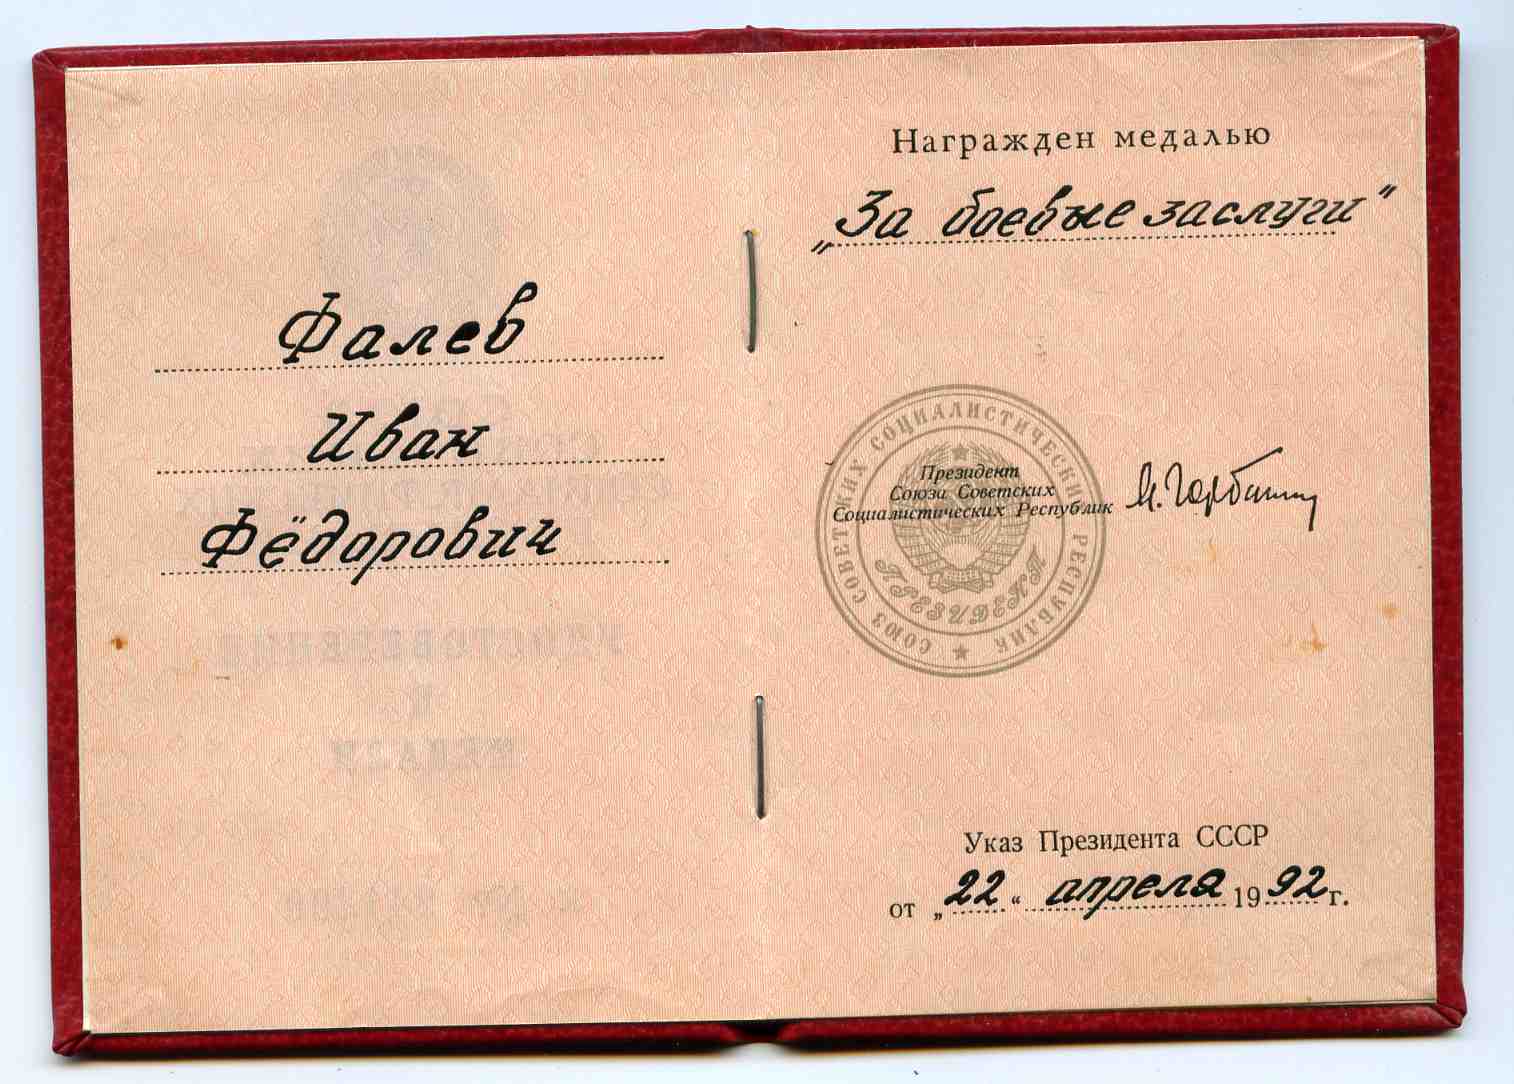 Фалев
Иван
Фёдорович
Награжден медалью
„За боевые заслуги"
Президент
Союза Советских
Социалистических Республик
М. Горбачев
СОЮЗ СОВЕТСКИХ СОЦИАЛИСТИЧЕСКИХ РЕСПУБЛИК
ПРЕЗИДЕНТ
Указ Президента СССР
от „22“ апреля 1992 г.